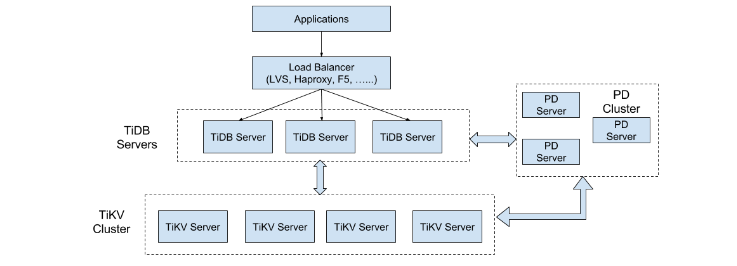 Applications
Load Balancer
(LVS, Haproxy, F5, ......)
TiDB
Servers
TiDB Server
TiDB Server
TiDB Server
PD
Cluster
PD
Server
PD
Server
PD
Server
TiKV
Cluster
TiKV Server
TiKV Server
TiKV Server
TiKV Server